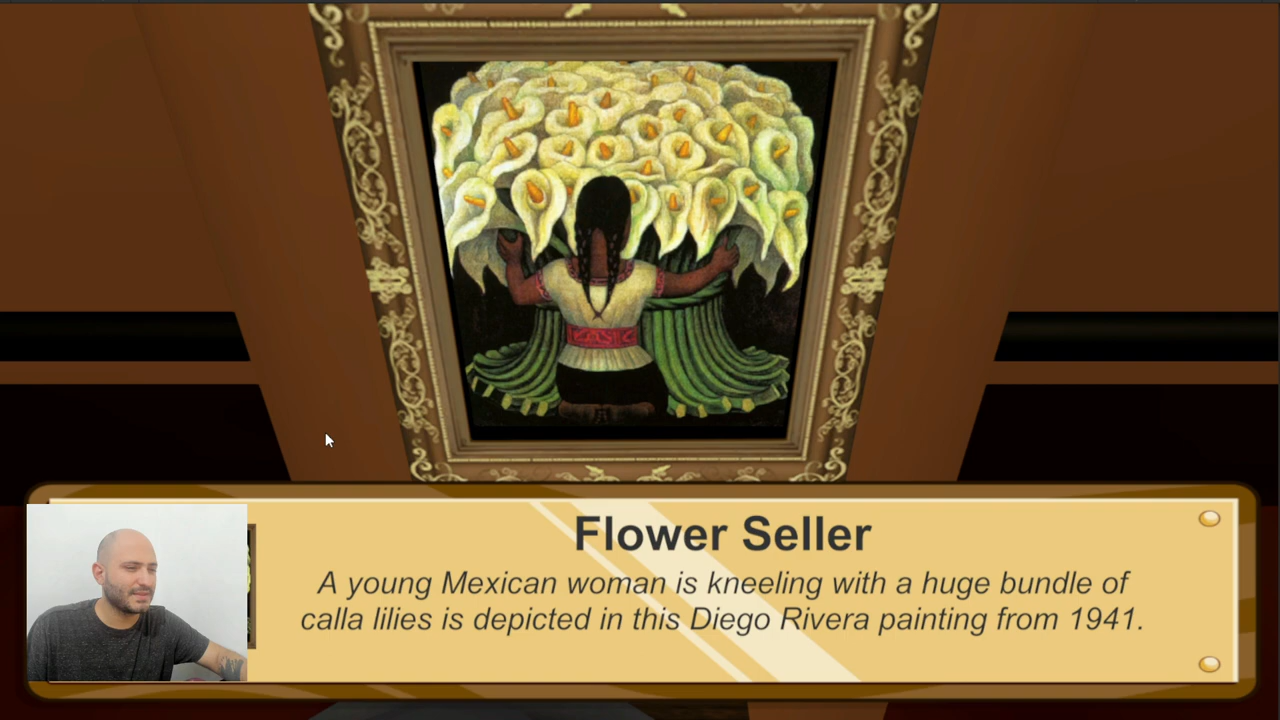 Flower Seller
A young Mexican woman is kneeling with a huge bundle of
calla lilies is depicted in this Diego Rivera painting from 1941.